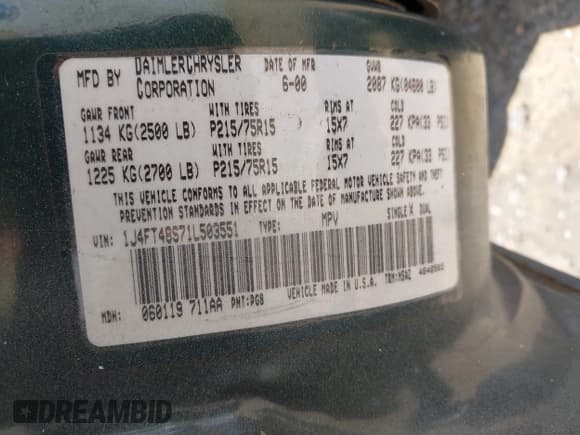 MFD BY DAIMLERCHRYSLER CORPORATION DATE OF MFR 6-00 GVWR 2087 KG(04600 LB)
GAWR FRONT WITH TIRES RIMS AT COLD
1134 KG(2500 LB) P215/75R15 15X7 227 KPA(33 PSI)
GAWR REAR WITH TIRES RIMS AT COLD
1225 KG(2700 LB) P215/75R15 15X7 227 KPA(33 PSI)
THIS VEHICLE CONFORMS TO ALL APPLICABLE FEDERAL MOTOR VEHICLE SAFETY AND THEFT
PREVENTION STANDARDS IN EFFECT ON THE DATE OF MANUFACTURE SHOWN ABOVE.
VIN: 1J4FT48S71L503551 TYPE: MPV SINGLE X DUAL
VEHICLE MADE IN U.S.A.
MDH: 060119 711AA PNT:PGB
DREAMBID